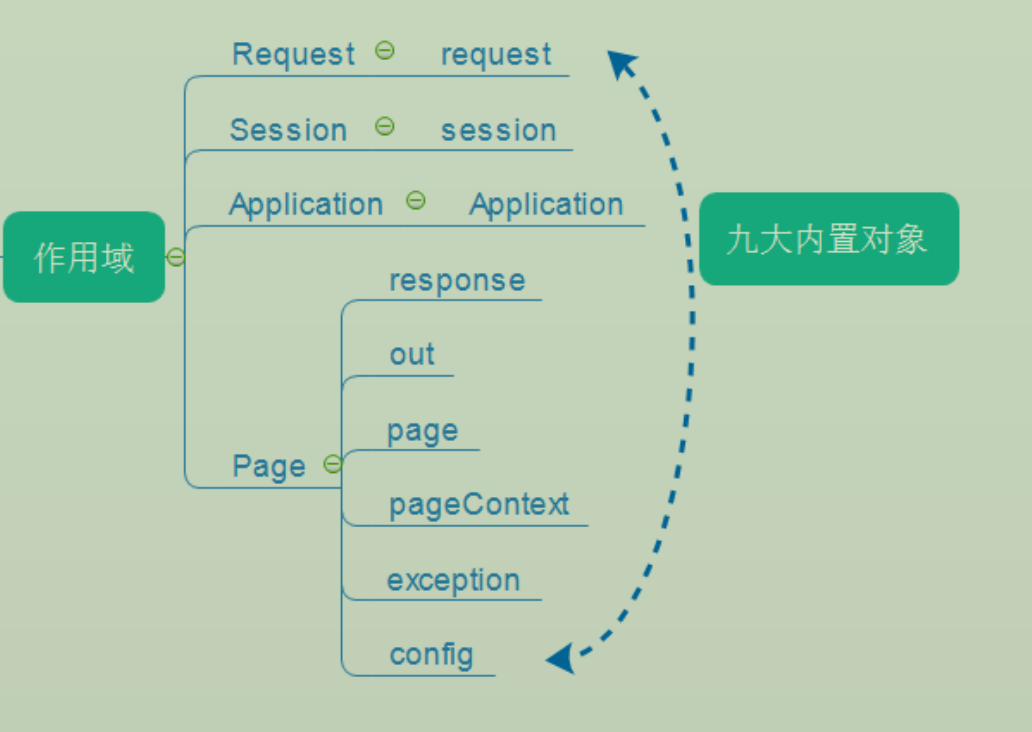 Request request
Session session
Application Application
作用域
九大内置对象
response
out
page
Page
pageContext
exception
config